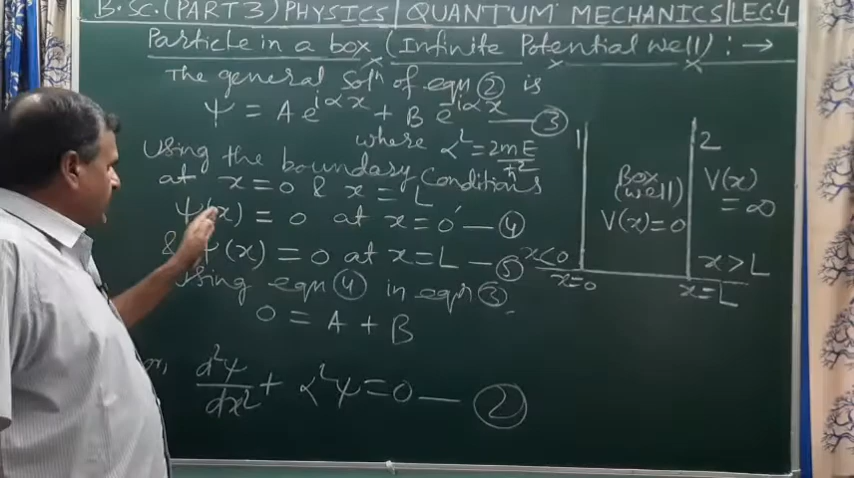 B.SC.(PART 3) PHYSICS | QUANTUM MECHANICS | LEC 4
Particle in a box (Infinite Potential well) : →
The general solⁿ of eqn ② is
Ψ = A e^{iαx} + B e^{iαx} — ③
where α² = 2mE/ħ²
Using the boundary Conditions
at x = 0 & x = L
Ψ(x) = 0 at x = 0 — ④
& Ψ(x) = 0 at x = L — ⑤
Using eqn ④ in eqn ③
0 = A + B
d²Ψ/dx² + α²Ψ = 0 — ②
1
2
Box
(well)
V(x) = 0
V(x)
= ∞
x<0
x>L
x=0
x=L